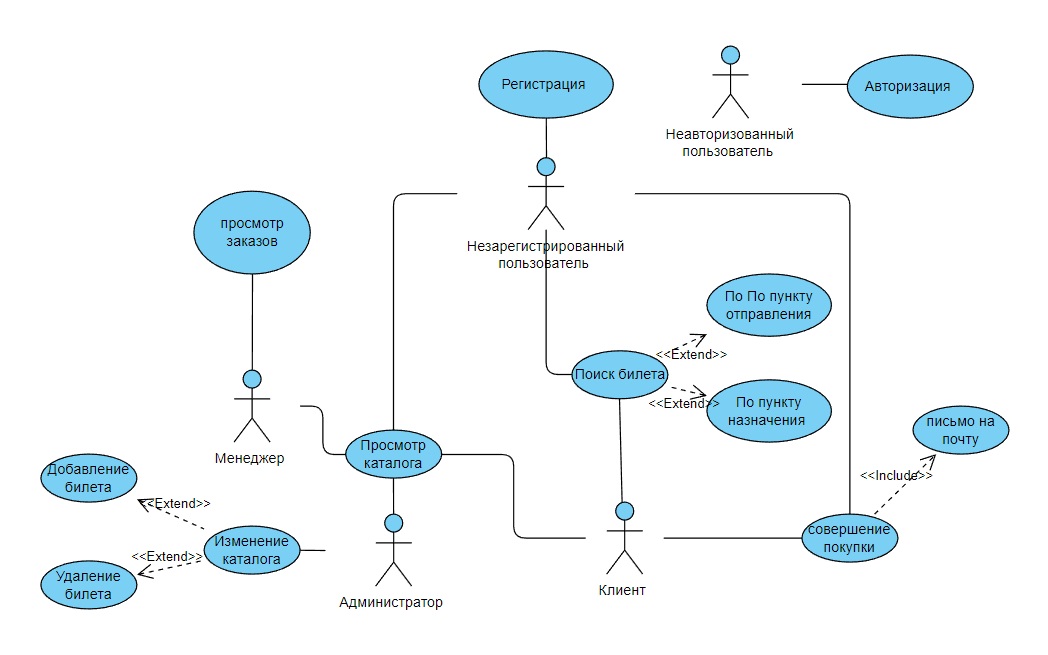 Регистрация
Авторизация
Неавторизованный
пользователь
просмотр
заказов
Незарегистрированный
пользователь
По По пункту
отправления
<<Extend>>
Поиск билета
<<Extend>>
По пункту
назначения
письмо на
почту
Менеджер
Просмотр
каталога
Добавление
билета
<<Extend>>
<<Include>>
Изменение
каталога
совершение
покупки
<<Extend>>
Удаление
билета
Администратор
Клиент